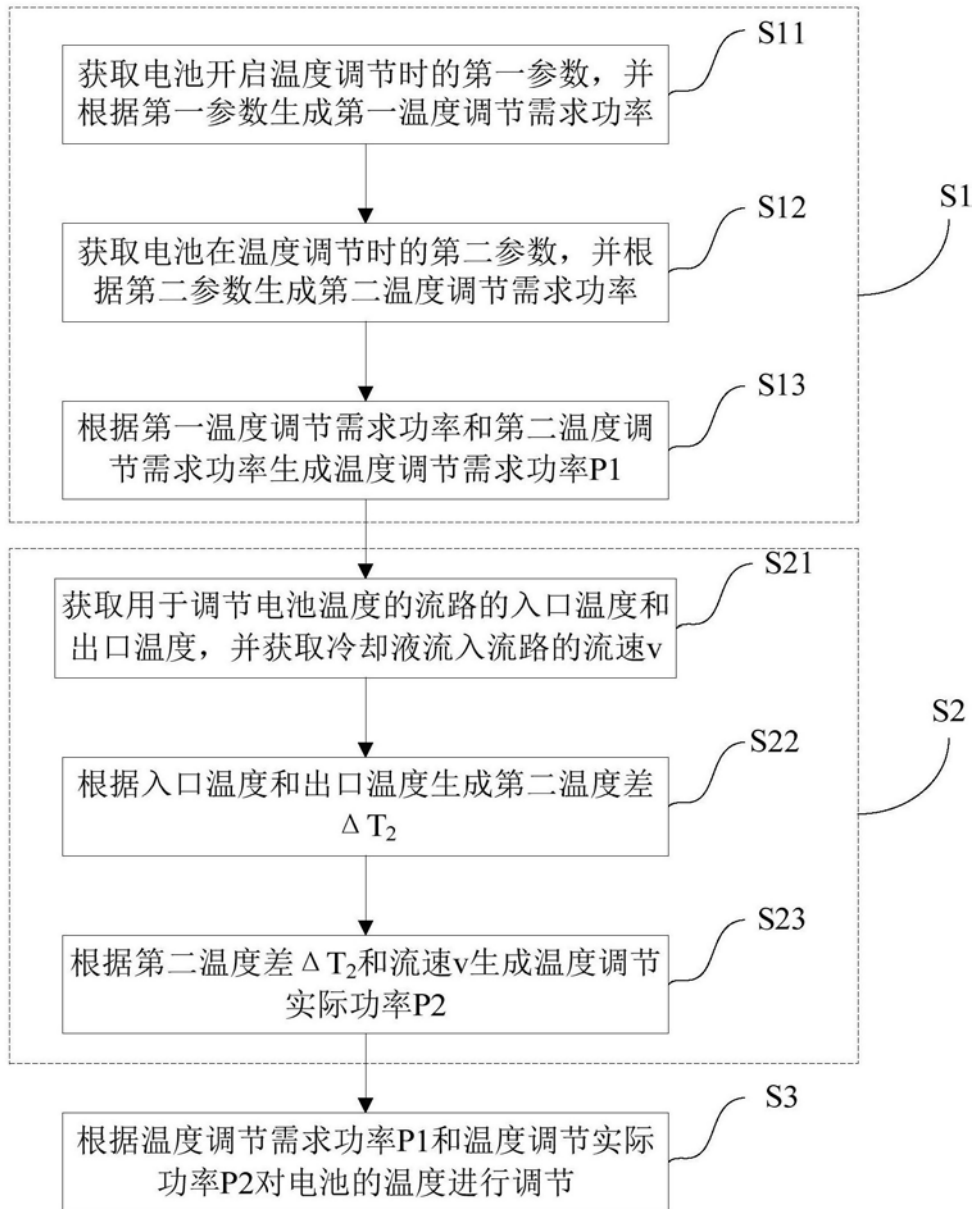 S11
获取电池开启温度调节时的第一参数，并
根据第一参数生成第一温度调节需求功率
S12
获取电池在温度调节时的第二参数，并根
据第二参数生成第二温度调节需求功率
S1
S13
根据第一温度调节需求功率和第二温度调
节需求功率生成温度调节需求功率P1
S21
获取用于调节电池温度的流路的入口温度和
出口温度，并获取冷却液流入流路的流速v
S2
S22
根据入口温度和出口温度生成第二温度差
ΔT₂
S23
根据第二温度差ΔT₂和流速v生成温度调节
实际功率P2
S3
根据温度调节需求功率P1和温度调节实际
功率P2对电池的温度进行调节